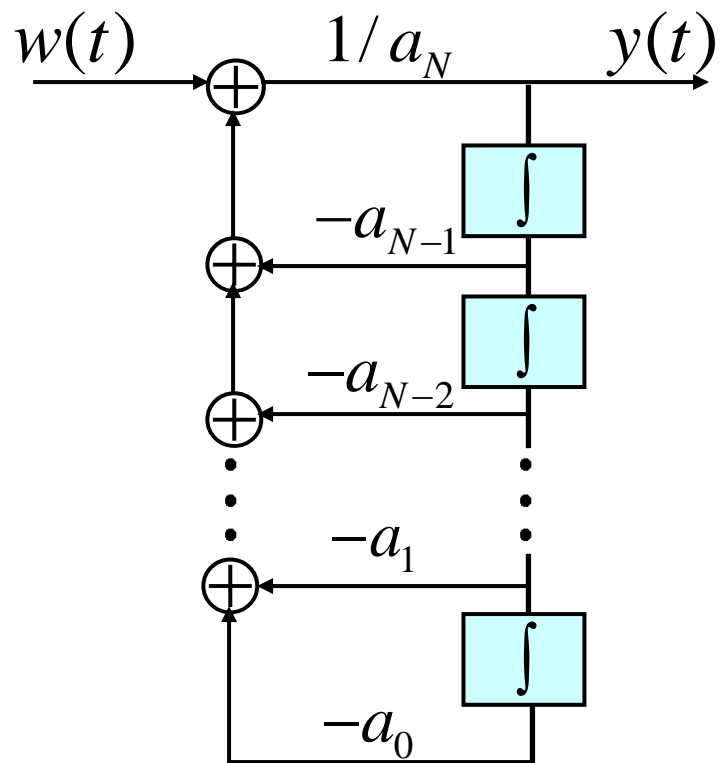 w(t) 1/a_N y(t)
∫
−a_{N−1}
∫
−a_{N−2}
−a_1
∫
−a_0